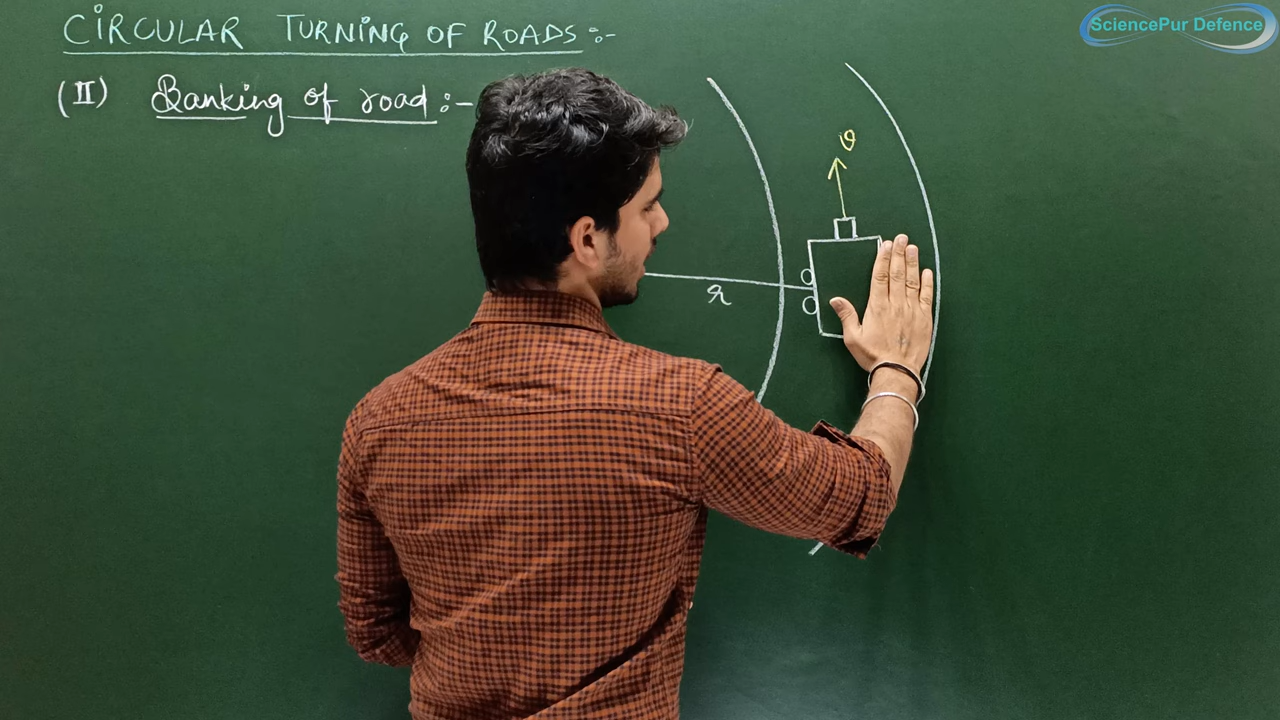 CIRCULAR TURNING OF ROADS :-
SciencePur Defence
(II) Banking of road :-
v
r